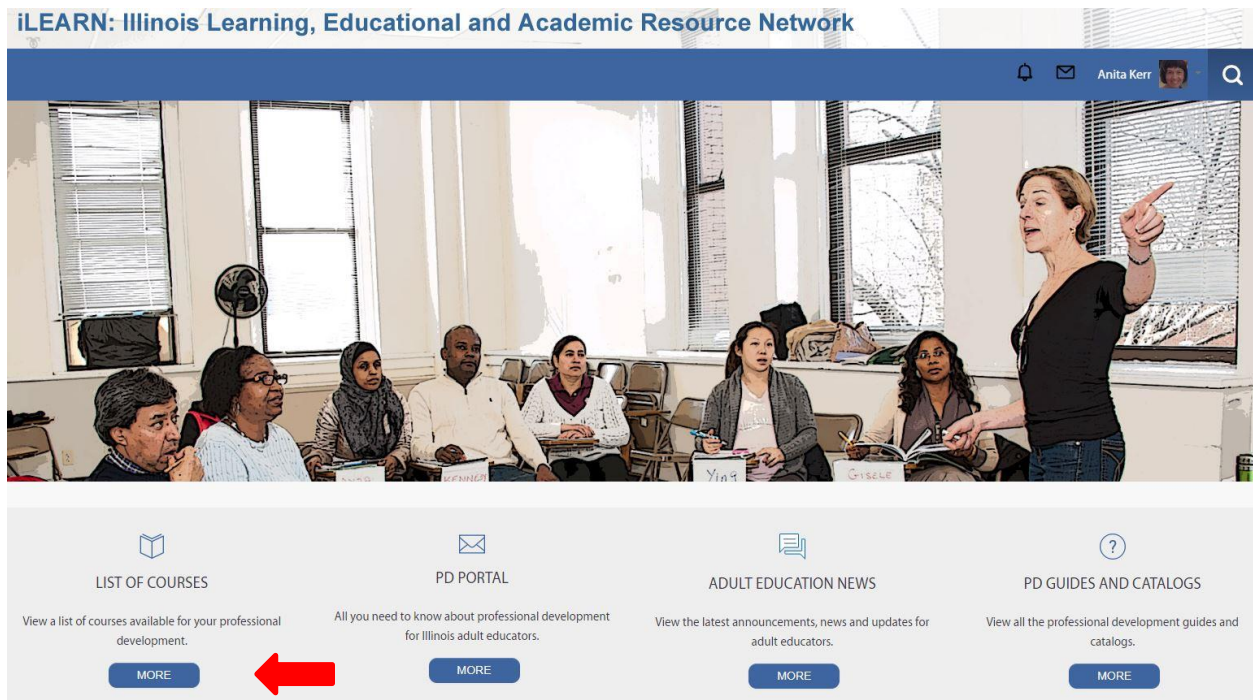 iLEARN: Illinois Learning, Educational and Academic Resource Network
Anita Kerr
KENNEDY
Ying
GISELE
LIST OF COURSES
View a list of courses available for your professional
development.
MORE
PD PORTAL
All you need to know about professional development
for Illinois adult educators.
MORE
ADULT EDUCATION NEWS
View the latest announcements, news and updates for
adult educators.
MORE
PD GUIDES AND CATALOGS
View all the professional development guides and
catalogs.
MORE